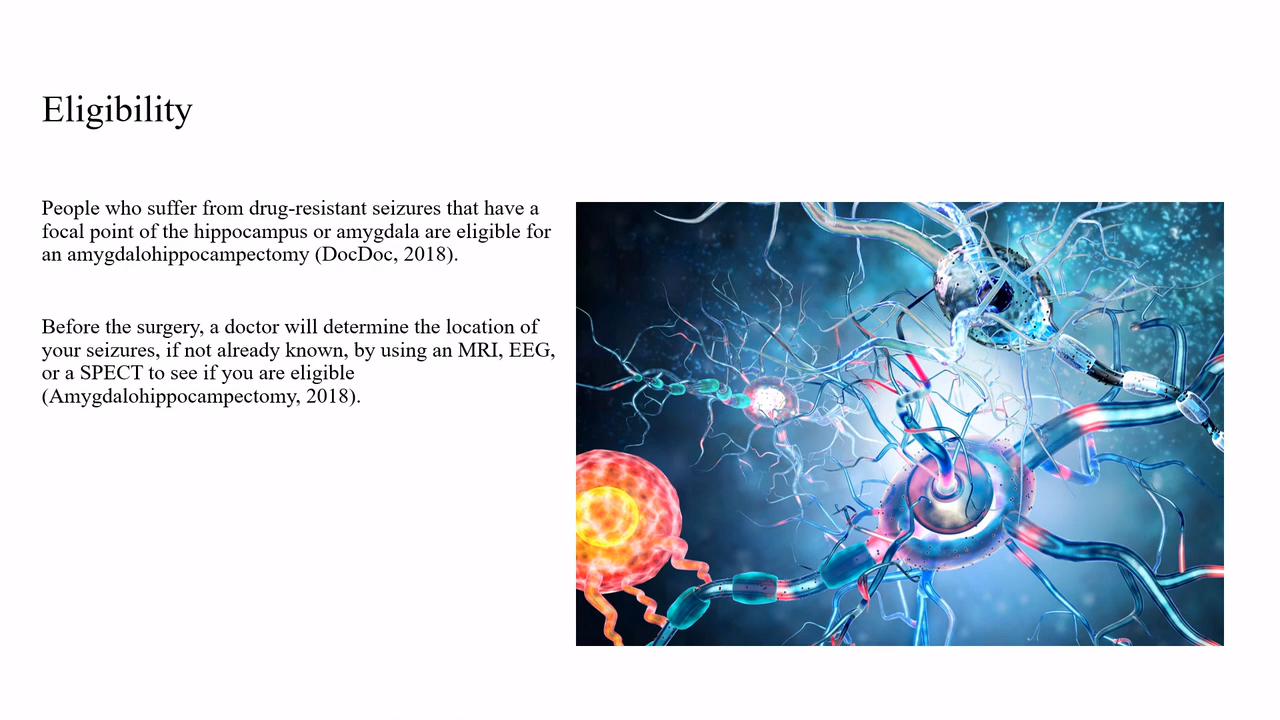 Eligibility
People who suffer from drug-resistant seizures that have a
focal point of the hippocampus or amygdala are eligible for
an amygdalohippocampectomy (DocDoc, 2018).
Before the surgery, a doctor will determine the location of
your seizures, if not already known, by using an MRI, EEG,
or a SPECT to see if you are eligible
(Amygdalohippocampectomy, 2018).